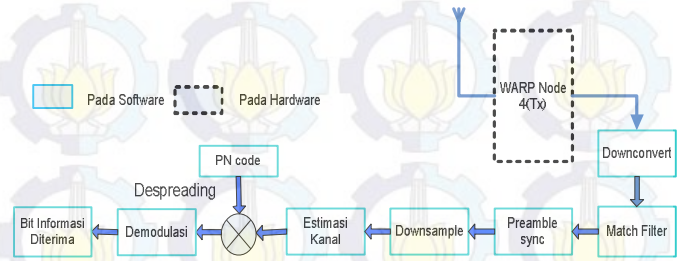 Pada Software
Pada Hardware
WARP Node
4(Tx)
Downconvert
PN code
Despreading
Bit Informasi
Diterima
Demodulasi
Estimasi
Kanal
Downsample
Preamble
sync
Match Filter